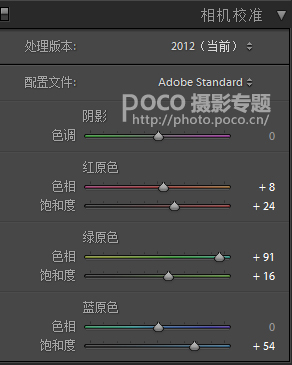 相机校准
处理版本: 2012（当前）
配置文件: Adobe Standard
POCO 摄影专题
http://photo.poco.cn/
阴影
色调 0
红原色
色相 + 8
饱和度 + 24
绿原色
色相 + 91
饱和度 + 16
蓝原色
色相 0
饱和度 + 54